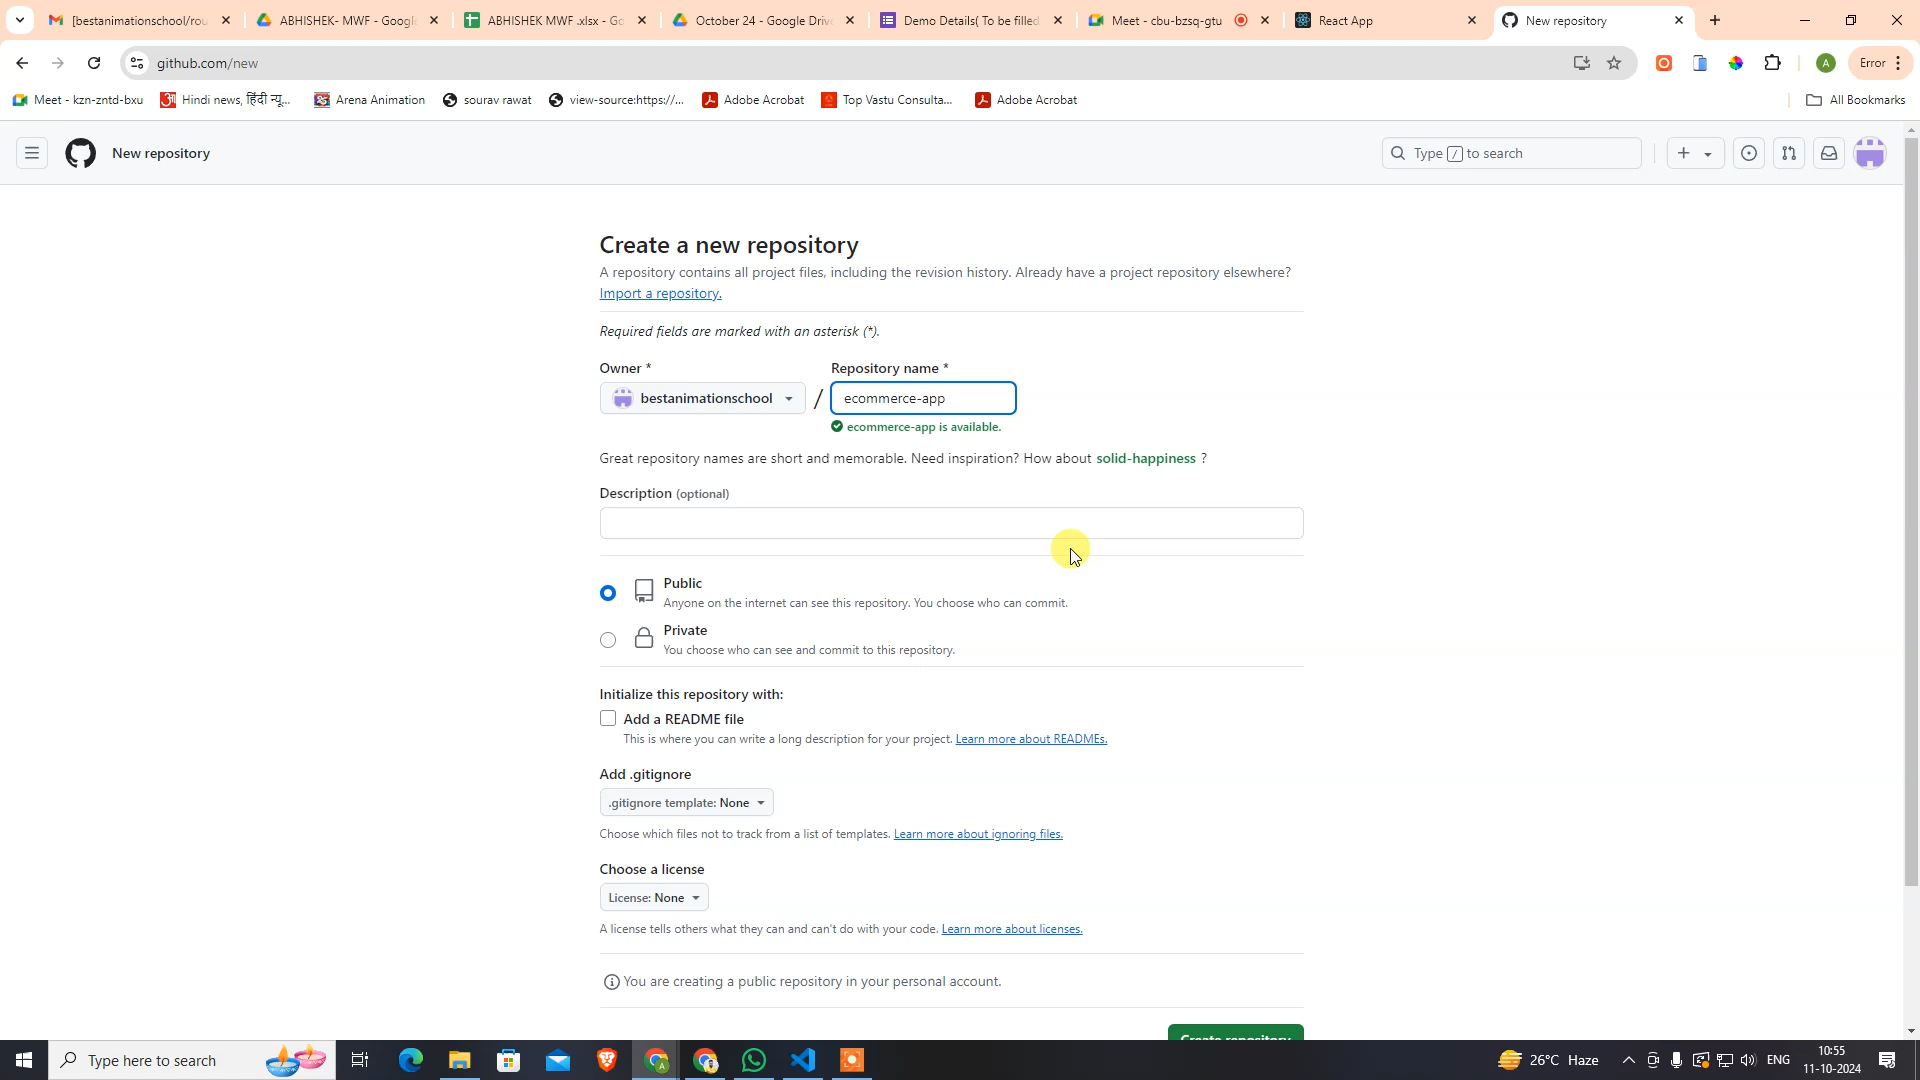 [bestanimationschool/rou
ABHISHEK- MWF - Google
ABHISHEK MWF .xlsx - Go
October 24 - Google Drive
Demo Details( To be filled
Meet - cbu-bzsq-gtu
React App
New repository
github.com/new
Error
Meet - kzn-zntd-bxu
Hindi news, हिंदी न्यू...
Arena Animation
sourav rawat
view-source:https://...
Adobe Acrobat
Top Vastu Consulta...
Adobe Acrobat
All Bookmarks
New repository
Type / to search
Create a new repository
A repository contains all project files, including the revision history. Already have a project repository elsewhere?
Import a repository.
Required fields are marked with an asterisk (*).
Owner *
Repository name *
bestanimationschool
/
ecommerce-app
ecommerce-app is available.
Great repository names are short and memorable. Need inspiration? How about solid-happiness ?
Description (optional)
Public
Anyone on the internet can see this repository. You choose who can commit.
Private
You choose who can see and commit to this repository.
Initialize this repository with:
Add a README file
This is where you can write a long description for your project. Learn more about READMEs.
Add .gitignore
.gitignore template: None
Choose which files not to track from a list of templates. Learn more about ignoring files.
Choose a license
License: None
A license tells others what they can and can't do with your code. Learn more about licenses.
You are creating a public repository in your personal account.
Create repository
Type here to search
26°C Haze
ENG
10:55
11-10-2024